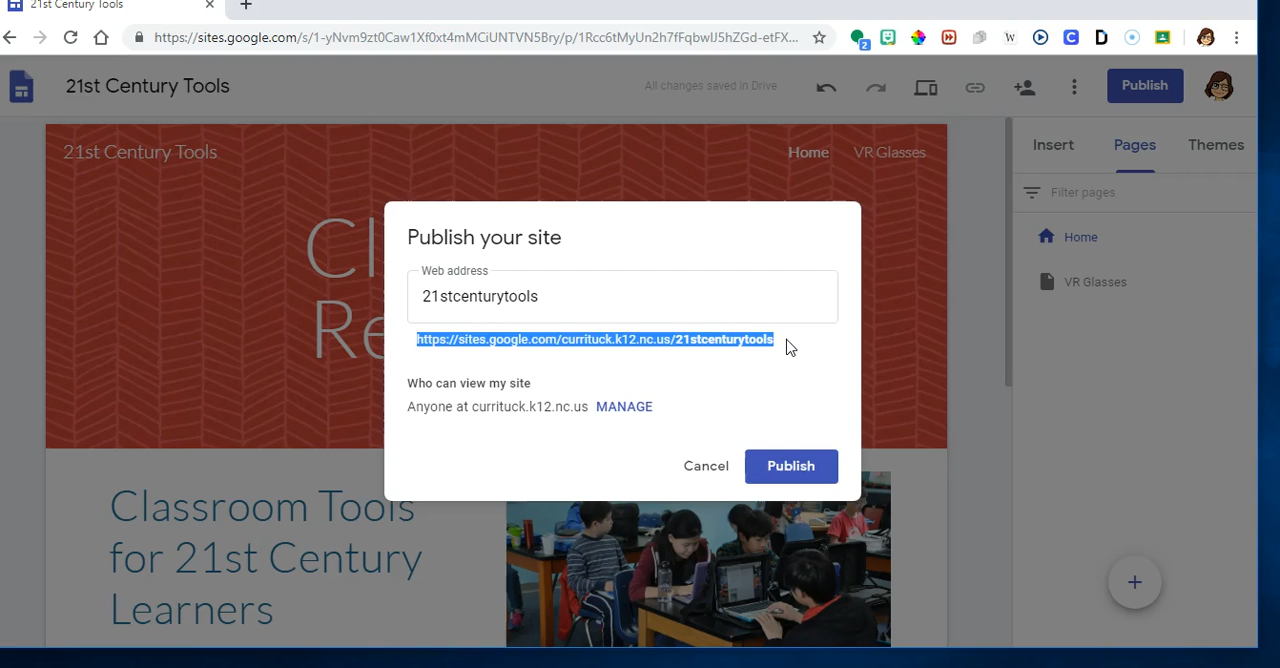 21st Century Tools
https://sites.google.com/s/1-yNvm9zt0Caw1Xf0xt4mMCiUNTVN5Bry/p/1Rcc6tMyUn2h7fFqbwIJ5hZGd-etFX...
2
W
C
D
21st Century Tools
All changes saved in Drive
Publish
21st Century Tools
Home
VR Glasses
Insert
Pages
Themes
Filter pages
Home
VR Glasses
Publish your site
Web address
21stcenturytools
https://sites.google.com/currituck.k12.nc.us/21stcenturytools
Who can view my site
Anyone at currituck.k12.nc.us MANAGE
Cancel
Publish
Classroom Tools
for 21st Century
Learners